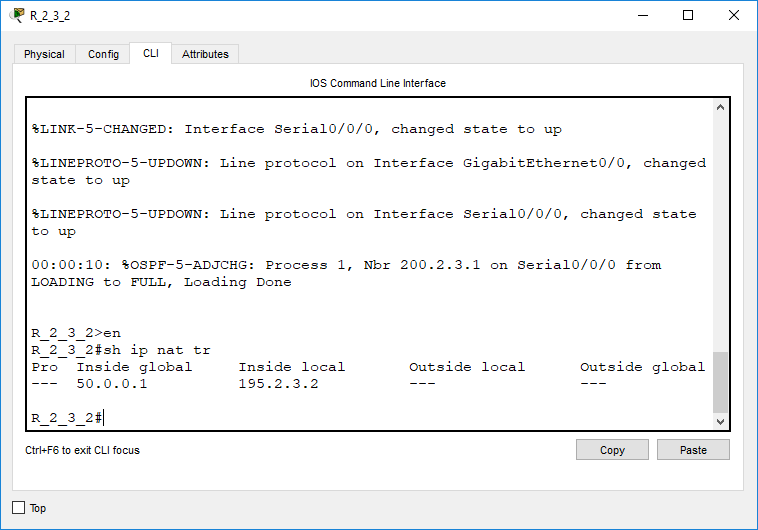 R_2_3_2
Physical Config CLI Attributes
IOS Command Line Interface
%LINK-5-CHANGED: Interface Serial0/0/0, changed state to up
%LINEPROTO-5-UPDOWN: Line protocol on Interface GigabitEthernet0/0, changed
state to up
%LINEPROTO-5-UPDOWN: Line protocol on Interface Serial0/0/0, changed state
to up
00:00:10: %OSPF-5-ADJCHG: Process 1, Nbr 200.2.3.1 on Serial0/0/0 from
LOADING to FULL, Loading Done
R_2_3_2>en
R_2_3_2#sh ip nat tr
Pro Inside global Inside local Outside local Outside global
--- 50.0.0.1 195.2.3.2 --- ---
R_2_3_2#
Ctrl+F6 to exit CLI focus Copy Paste
Top